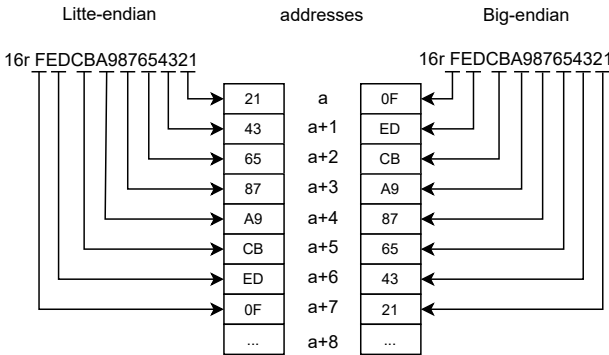 Litte-endian addresses Big-endian
16r FEDCBA987654321 16r FEDCBA987654321
21 a 0F
43 a+1 ED
65 a+2 CB
87 a+3 A9
A9 a+4 87
CB a+5 65
ED a+6 43
0F a+7 21
... a+8 ...